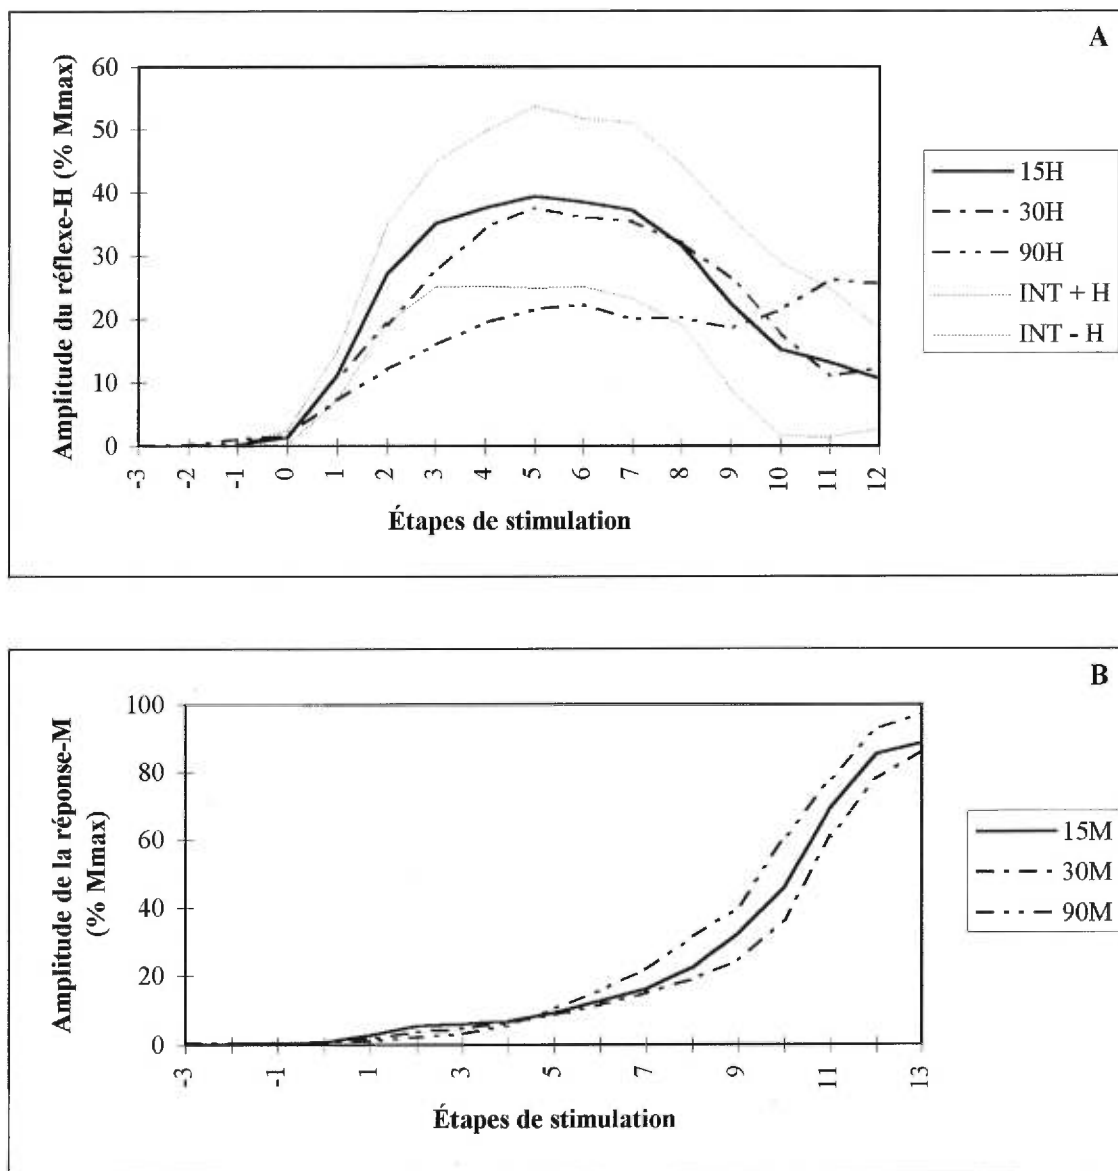 A
Amplitude du réflexe-H (% Mmax)
60
50
40
30
20
10
0
-3 -2 -1 0 1 2 3 4 5 6 7 8 9 10 11 12
Étapes de stimulation
15H
30H
90H
INT + H
INT - H
B
Amplitude de la réponse-M
(% Mmax)
100
80
60
40
20
0
-3 -1 1 3 5 7 9 11 13
Étapes de stimulation
15M
30M
90M